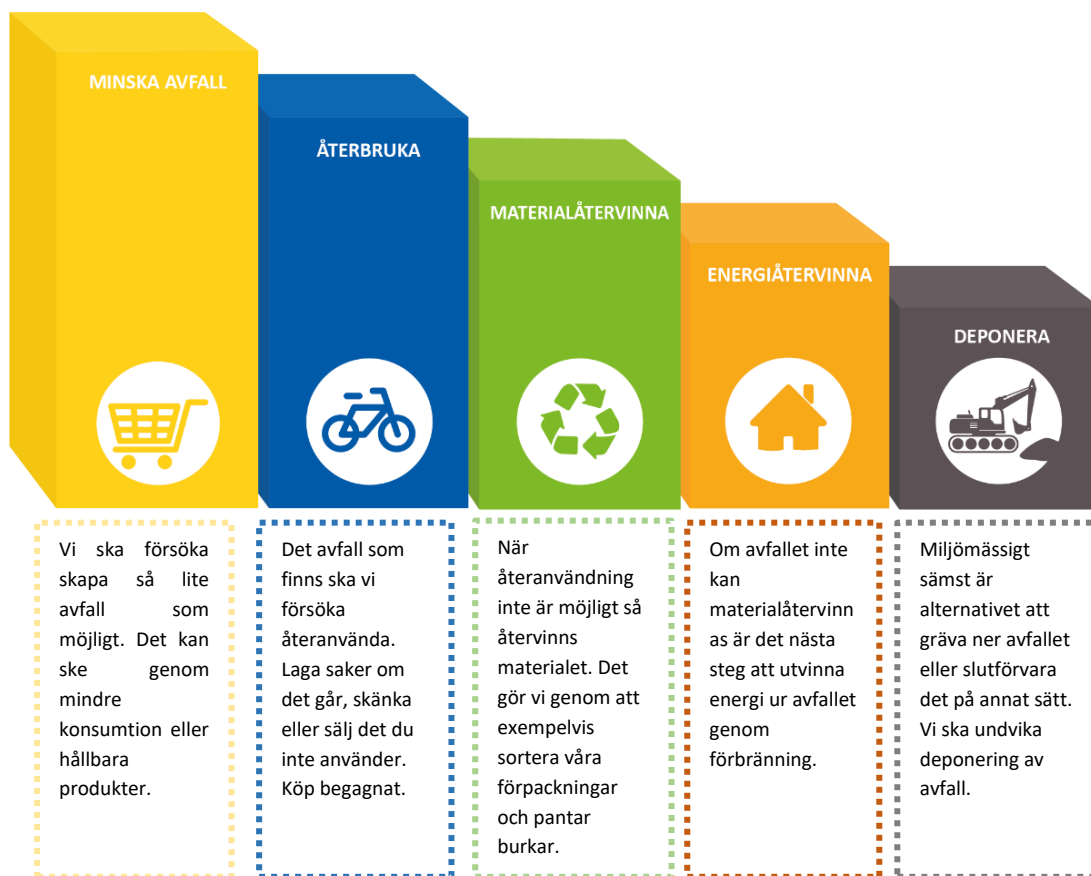 MINSKA AVFALL
ÅTERBRUKA
MATERIALÅTERVINNA
ENERGIÅTERVINNA
DEPONERA
Vi ska försöka
skapa så lite
avfall som
möjligt. Det kan
ske genom
mindre
konsumtion eller
hållbara
produkter.
Det avfall som
finns ska vi
försöka
återanvända.
Laga saker om
det går, skänka
eller sälj det du
inte använder.
Köp begagnat.
När
återanvändning
inte är möjligt så
återvinns
materialet. Det
gör vi genom att
exempelvis
sortera våra
förpackningar
och pantar
burkar.
Om avfallet inte
kan
materialåtervinn
as är det nästa
steg att utvinna
energi ur avfallet
genom
förbränning.
Miljömässigt
sämst är
alternativet att
gräva ner avfallet
eller slutförvara
det på annat sätt.
Vi ska undvika
deponering av
avfall.